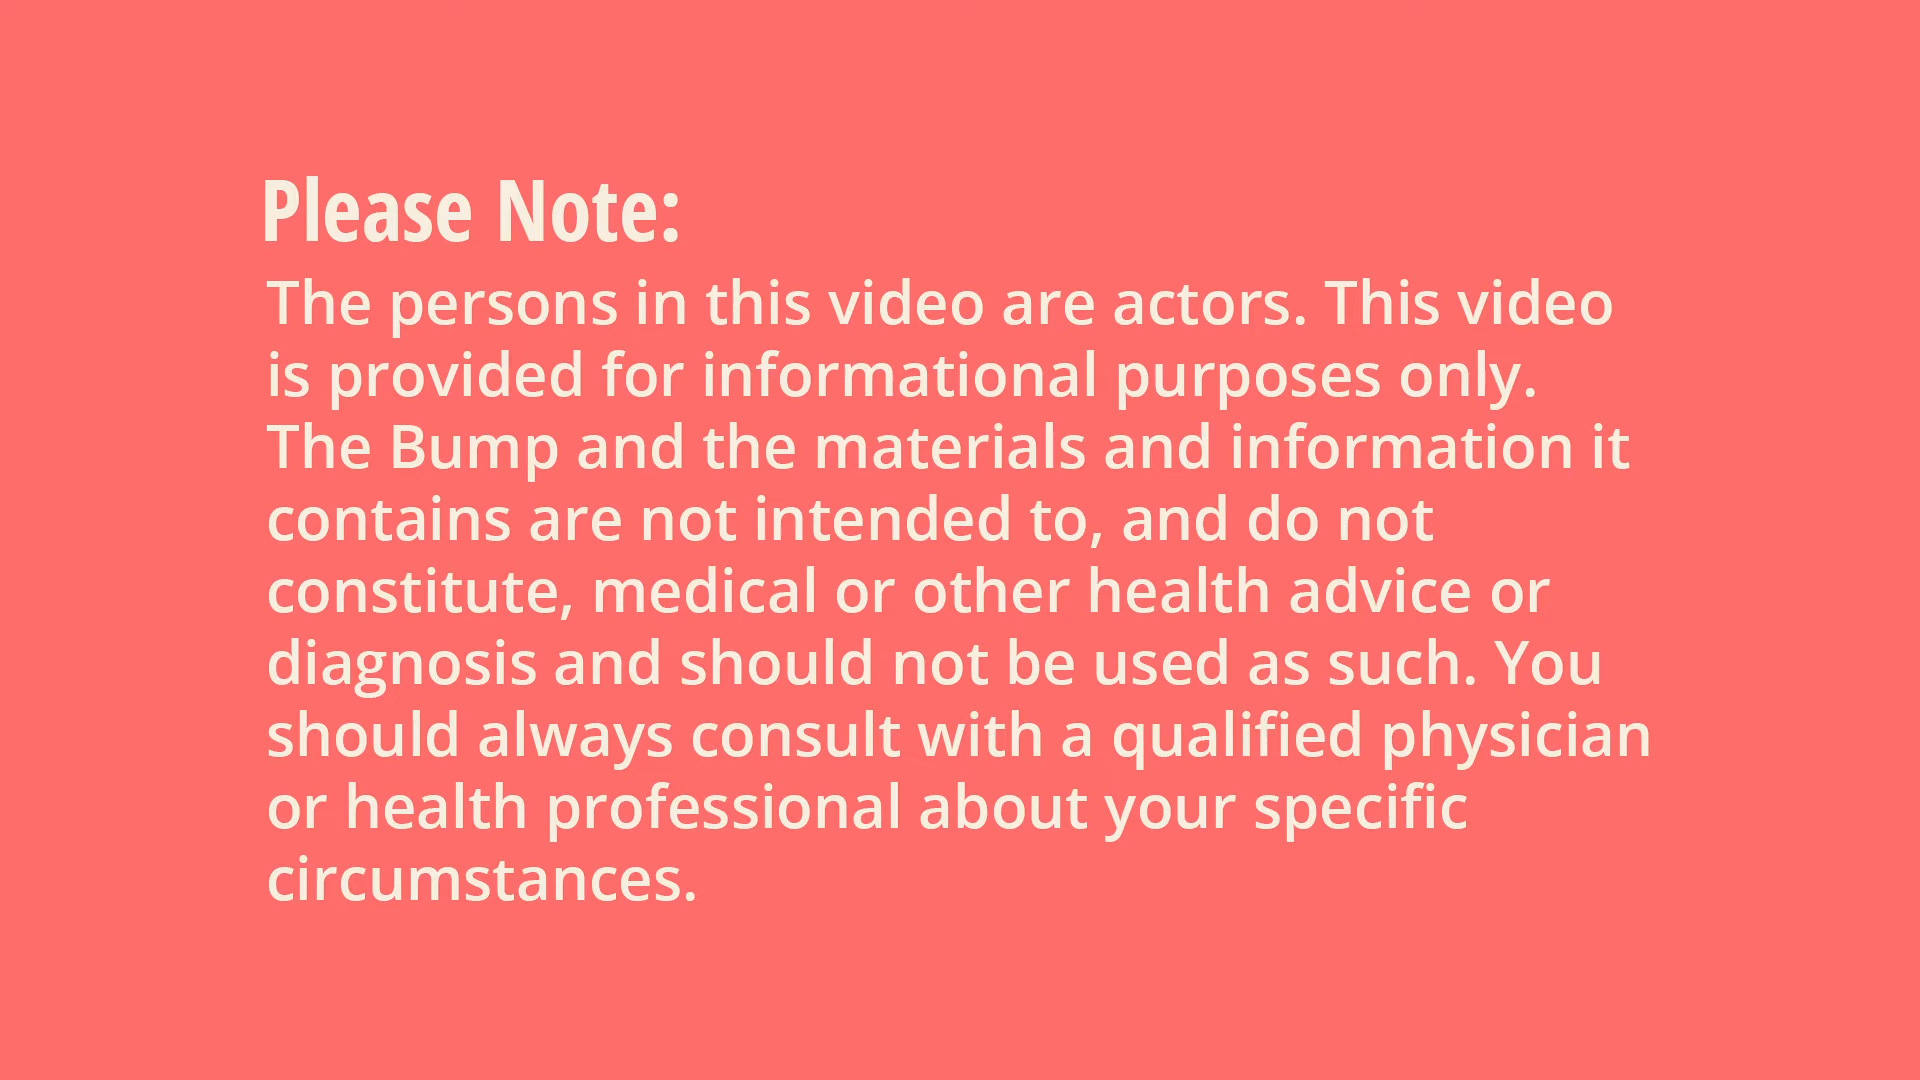 Please Note:
The persons in this video are actors. This video
is provided for informational purposes only.
The Bump and the materials and information it
contains are not intended to, and do not
constitute, medical or other health advice or
diagnosis and should not be used as such. You
should always consult with a qualified physician
or health professional about your specific
circumstances.